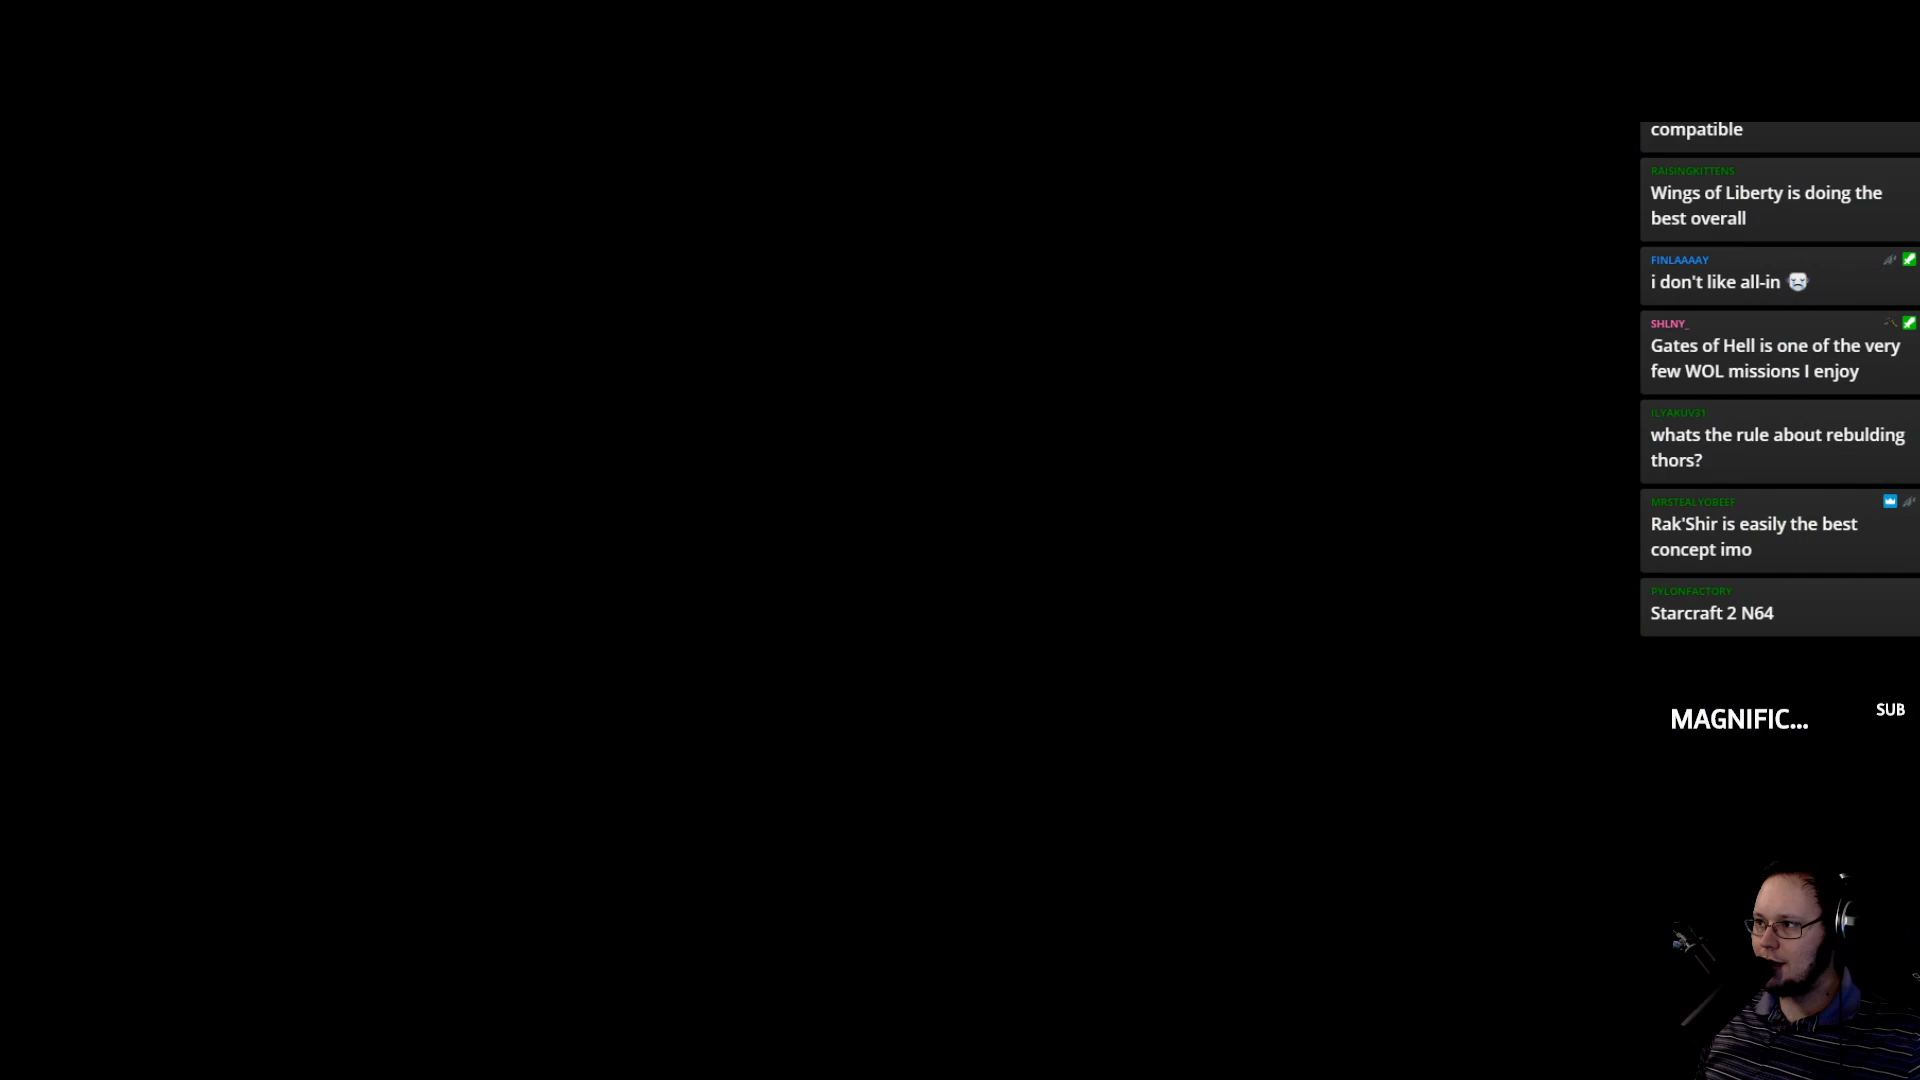 compatible
RAISINGKITTENS
Wings of Liberty is doing the
best overall
FINLAAAAY
i don't like all-in
SHLNY_
Gates of Hell is one of the very
few WOL missions I enjoy
ILYAKUV31
whats the rule about rebulding
thors?
MRSTEALYOBEEF
Rak'Shir is easily the best
concept imo
PYLONFACTORY
Starcraft 2 N64
MAGNIFIC... SUB